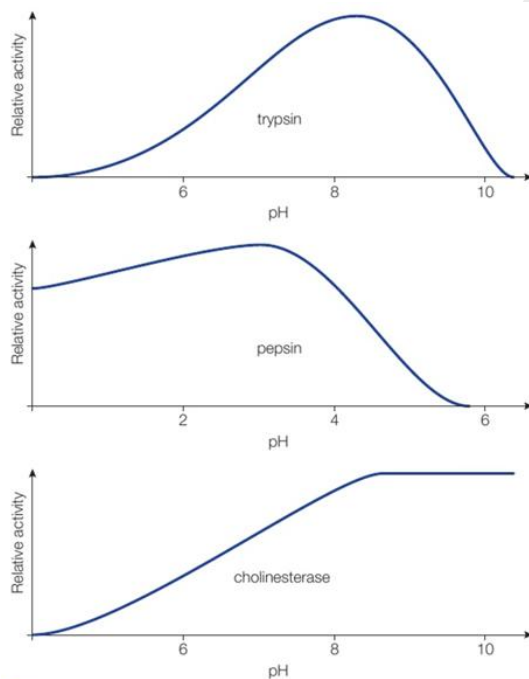 Relative activity
trypsin
6 8 10
pH
Relative activity
pepsin
2 4 6
pH
Relative activity
cholinesterase
6 8 10
pH